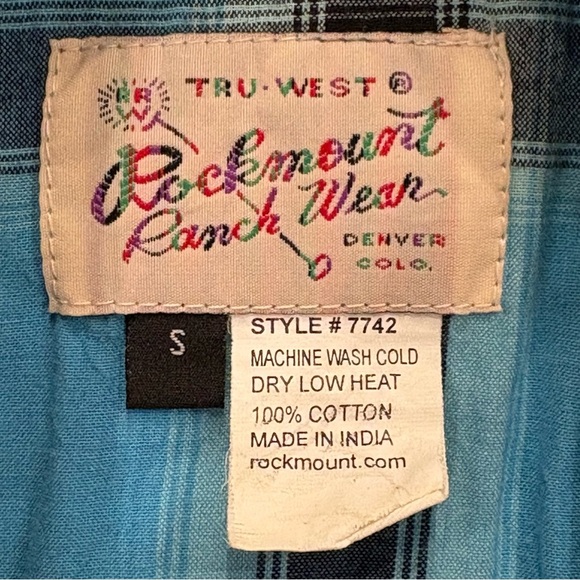 RRW
TRU·WEST ®
Rockmount
Ranch Wear
DENVER
COLO.
S
STYLE # 7742
MACHINE WASH COLD
DRY LOW HEAT
100% COTTON
MADE IN INDIA
rockmount.com